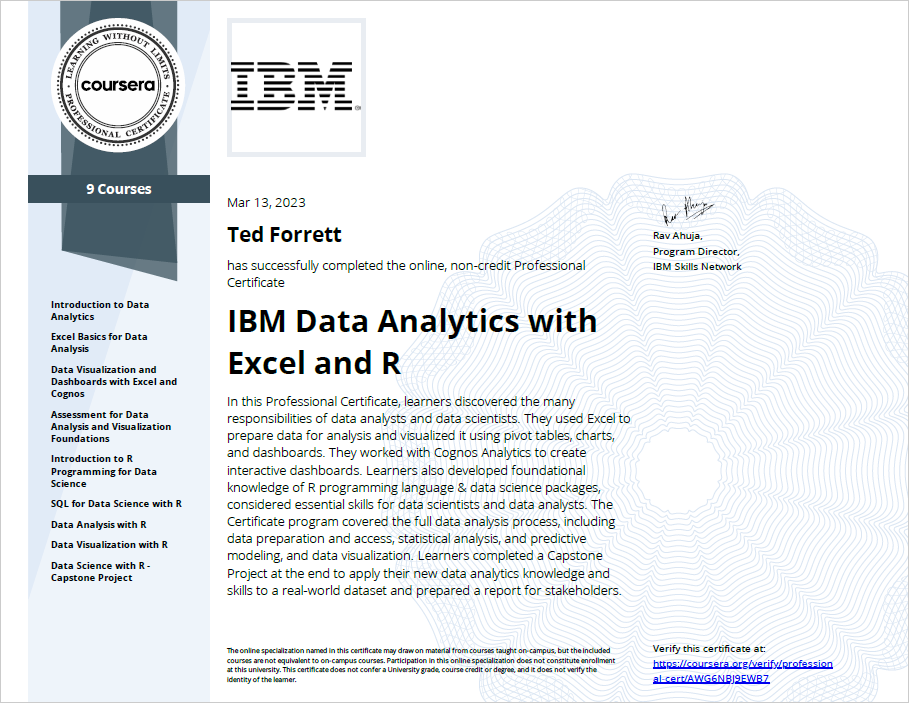 LEARNING WITHOUT LIMITS
coursera
PROFESSIONAL CERTIFICATE
IBM
9 Courses
Introduction to Data
Analytics
Excel Basics for Data
Analysis
Data Visualization and
Dashboards with Excel and
Cognos
Assessment for Data
Analysis and Visualization
Foundations
Introduction to R
Programming for Data
Science
SQL for Data Science with R
Data Analysis with R
Data Visualization with R
Data Science with R -
Capstone Project
Mar 13, 2023
Ted Forrett
has successfully completed the online, non-credit Professional
Certificate
IBM Data Analytics with
Excel and R
In this Professional Certificate, learners discovered the many
responsibilities of data analysts and data scientists. They used Excel to
prepare data for analysis and visualized it using pivot tables, charts,
and dashboards. They worked with Cognos Analytics to create
interactive dashboards. Learners also developed foundational
knowledge of R programming language & data science packages,
considered essential skills for data scientists and data analysts. The
Certificate program covered the full data analysis process, including
data preparation and access, statistical analysis, and predictive
modeling, and data visualization. Learners completed a Capstone
Project at the end to apply their new data analytics knowledge and
skills to a real-world dataset and prepared a report for stakeholders.
The online specialization named in this certificate may draw on material from courses taught on-campus, but the included
courses are not equivalent to on-campus courses. Participation in this online specialization does not constitute enrollment
at this university. This certificate does not confer a University grade, course credit or degree, and it does not verify the
identity of the learner.
Rav Ahuja
Rav Ahuja,
Program Director,
IBM Skills Network
Verify this certificate at:
https://coursera.org/verify/profession
al-cert/AWG6NBJ9EWB7